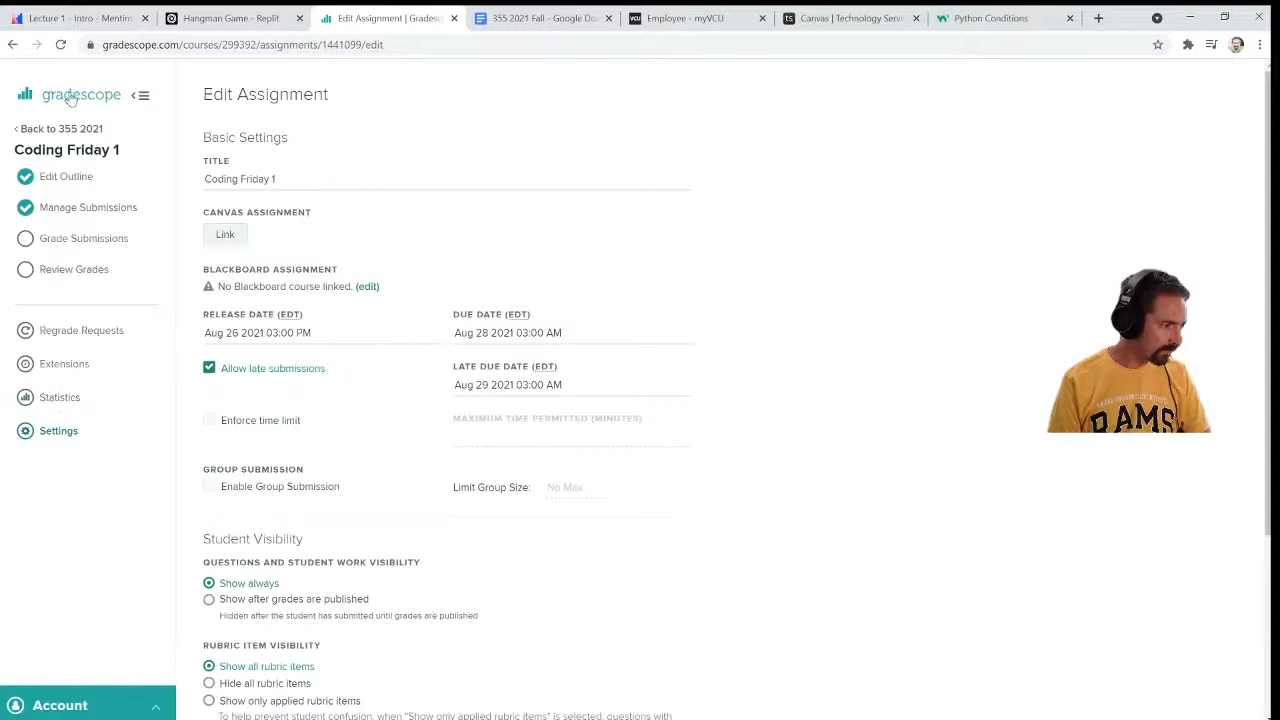 Lecture 1 - Intro - Mentim
Hangman Game - Replit
Edit Assignment | Gradesc
355 2021 Fall - Google Do
Employee - myVCU
Canvas | Technology Servi
Python Conditions
gradescope.com/courses/299392/assignments/1441099/edit
gradescope
Back to 355 2021
Coding Friday 1
Edit Outline
Manage Submissions
Grade Submissions
Review Grades
Regrade Requests
Extensions
Statistics
Settings
Account
Edit Assignment
Basic Settings
TITLE
Coding Friday 1
CANVAS ASSIGNMENT
Link
BLACKBOARD ASSIGNMENT
No Blackboard course linked. (edit)
RELEASE DATE (EDT)
DUE DATE (EDT)
Aug 26 2021 03:00 PM
Aug 28 2021 03:00 AM
Allow late submissions
LATE DUE DATE (EDT)
Aug 29 2021 03:00 AM
Enforce time limit
MAXIMUM TIME PERMITTED (MINUTES)
GROUP SUBMISSION
Enable Group Submission
Limit Group Size: No Max
Student Visibility
QUESTIONS AND STUDENT WORK VISIBILITY
Show always
Show after grades are published
Hidden after the student has submitted until grades are published
RUBRIC ITEM VISIBILITY
Show all rubric items
Hide all rubric items
Show only applied rubric items
To help prevent student confusion, when "Show only applied rubric items" is selected, questions with
RAMS